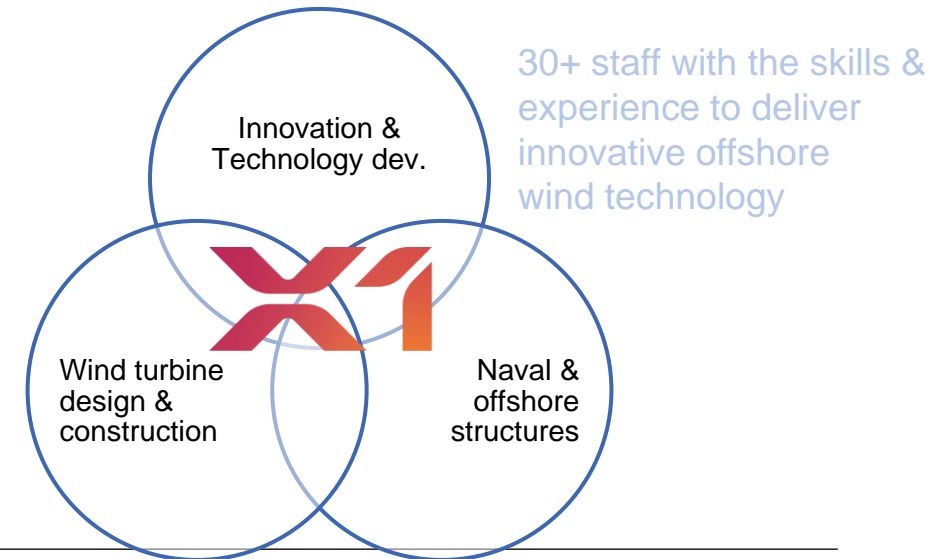 30+ staff with the skills &
experience to deliver
innovative offshore
wind technology
Innovation &
Technology dev.
X1
Wind turbine
design &
construction
Naval &
offshore
structures